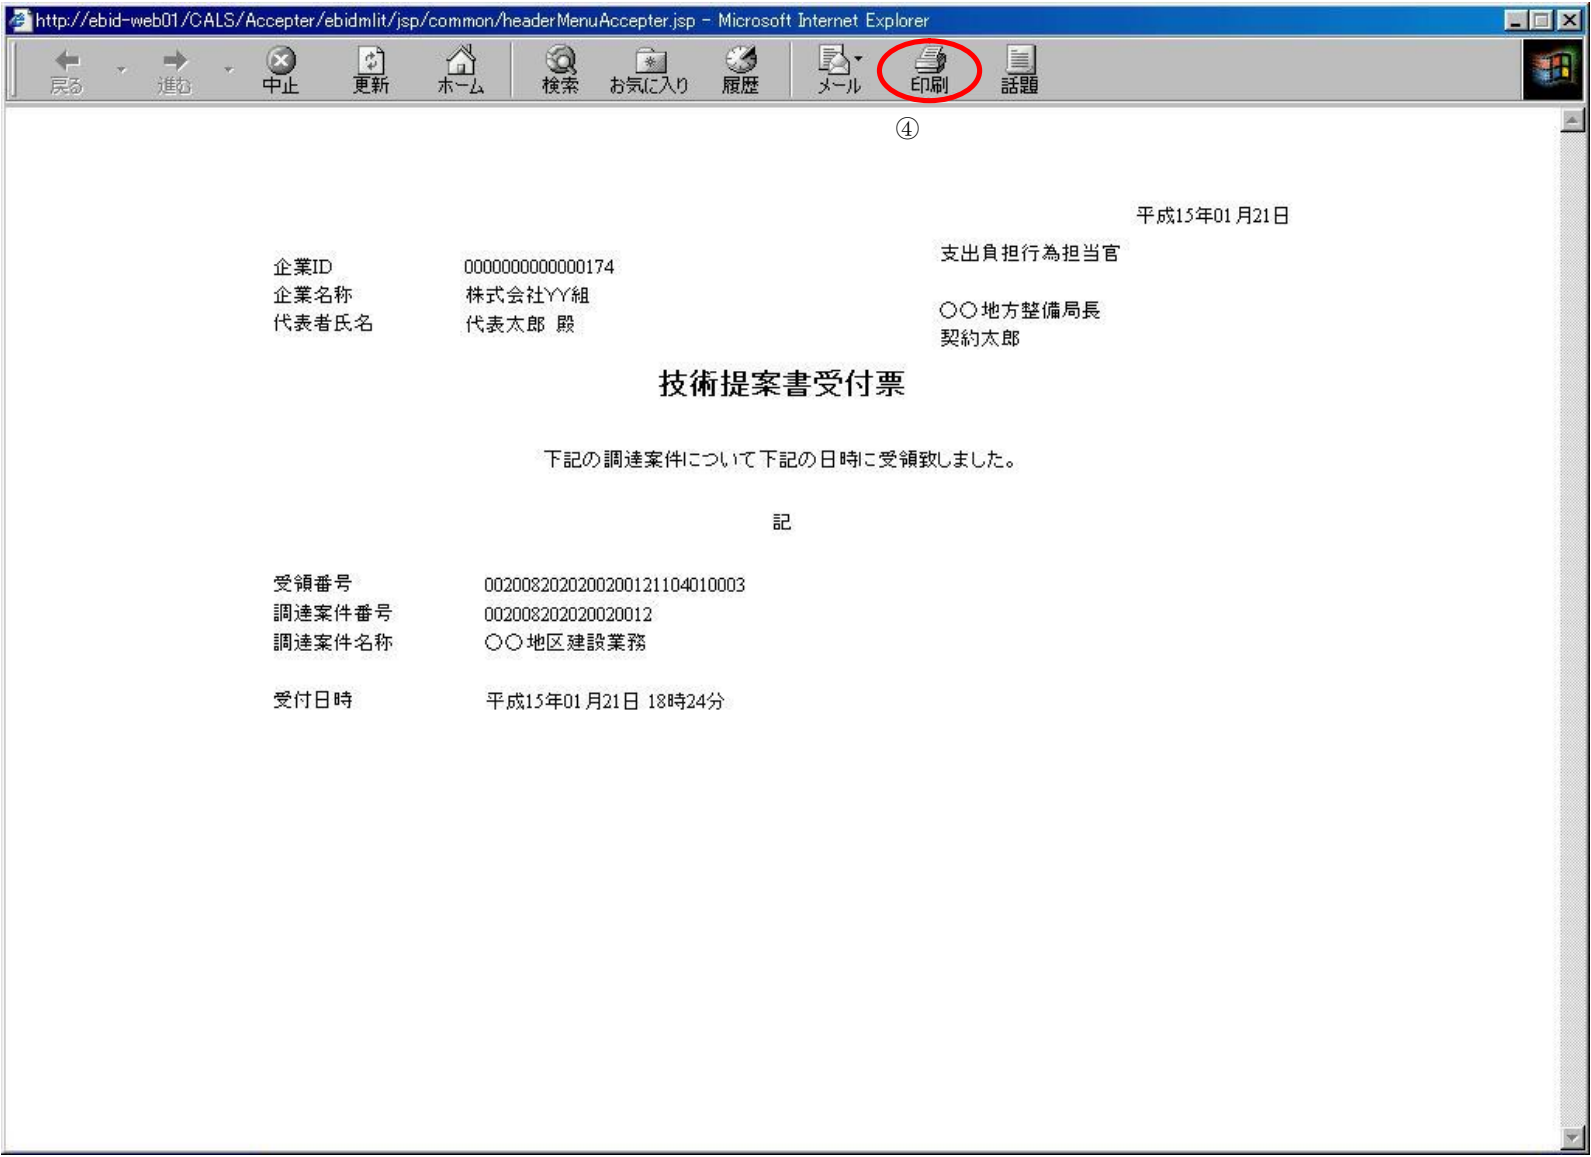 http://ebid-web01/CALS/Accepter/ebidmlit/jsp/common/headerMenuAccepter.jsp - Microsoft Internet Explorer
戻る 進む 中止 更新 ホーム 検索 お気に入り 履歴 メール 印刷 話題
④
平成15年01月21日
支出負担行為担当官
企業ID 0000000000000174
企業名称 株式会社YY組
〇〇地方整備局長
代表者氏名 代表太郎 殿
契約太郎
技術提案書受付票
下記の調達案件について下記の日時に受領致しました。
記
受領番号 0020082020200200121104010003
調達案件番号 002008202020020012
調達案件名称 〇〇地区建設業務
受付日時 平成15年01月21日 18時24分